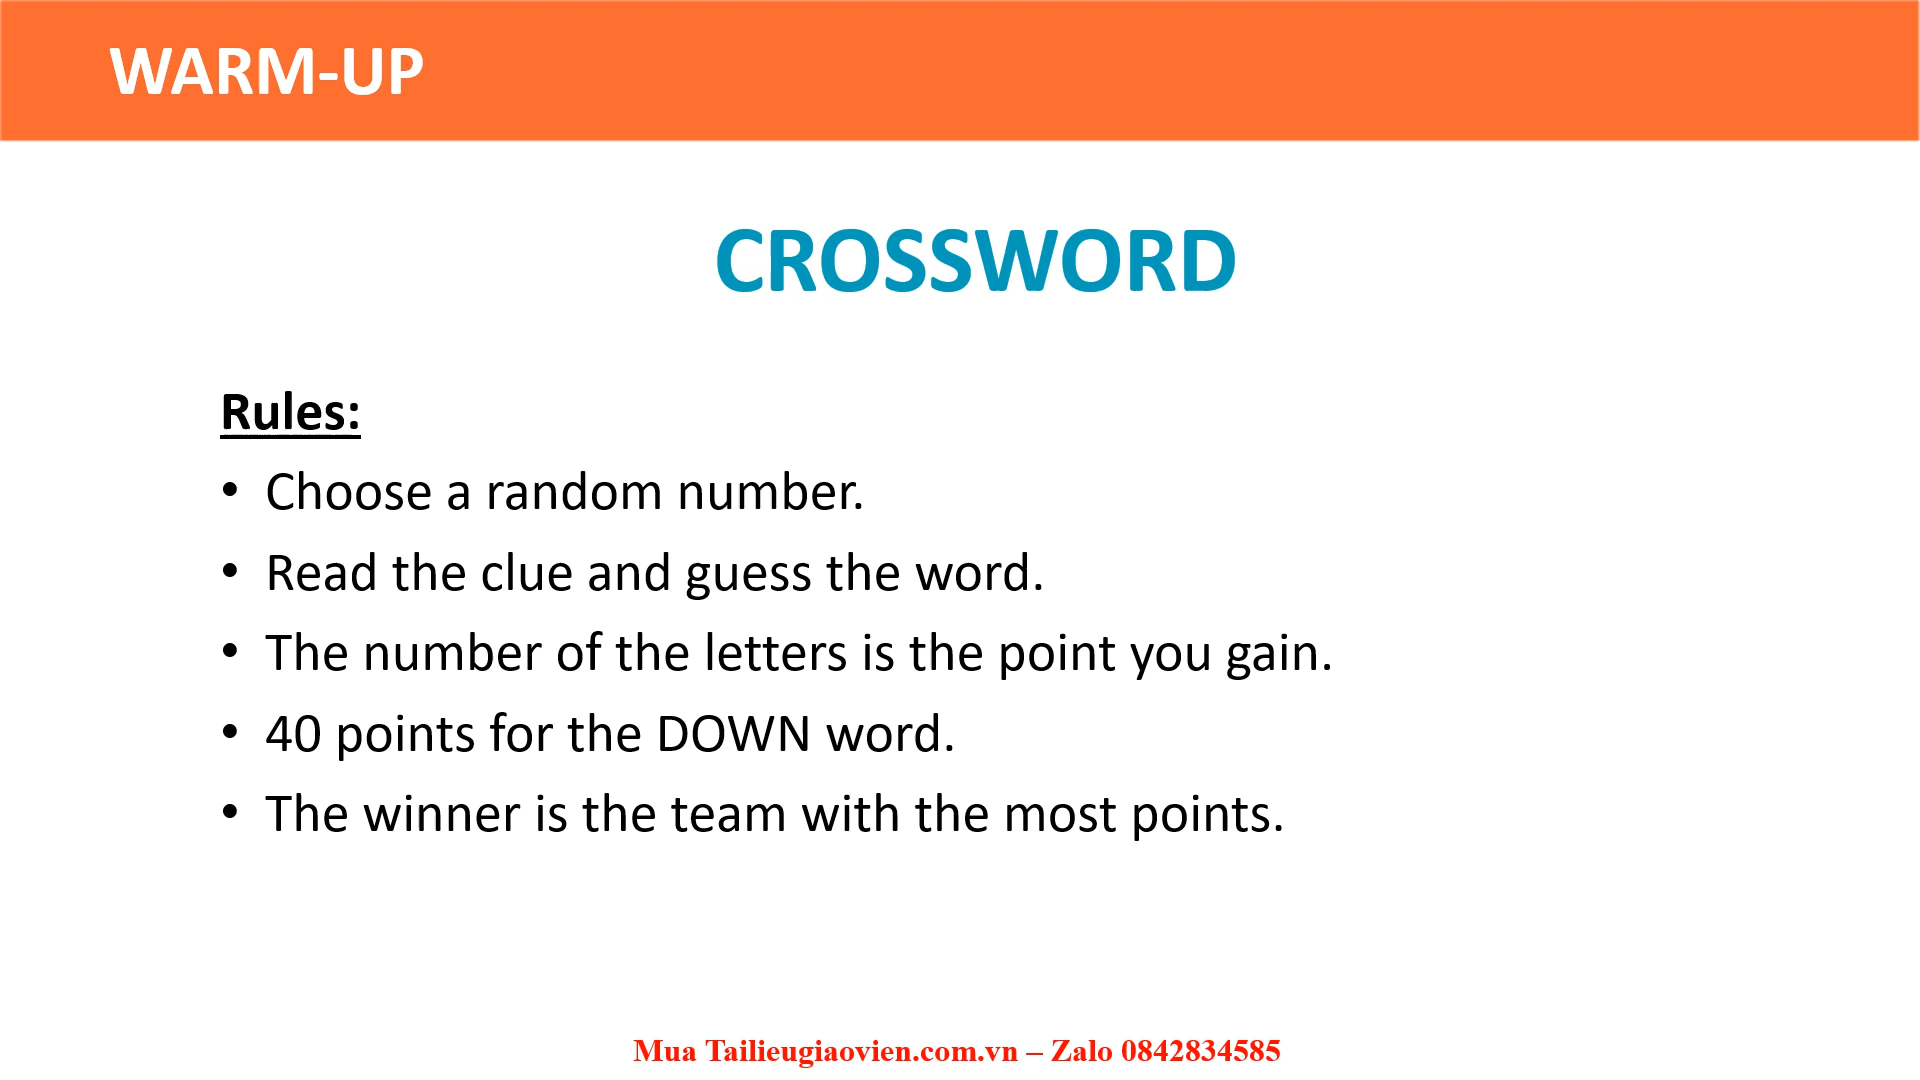 WARM-UP
CROSSWORD
Rules:
• Choose a random number.
• Read the clue and guess the word.
• The number of the letters is the point you gain.
• 40 points for the DOWN word.
• The winner is the team with the most points.
Mua Tailieugiaovien.com.vn – Zalo 0842834585